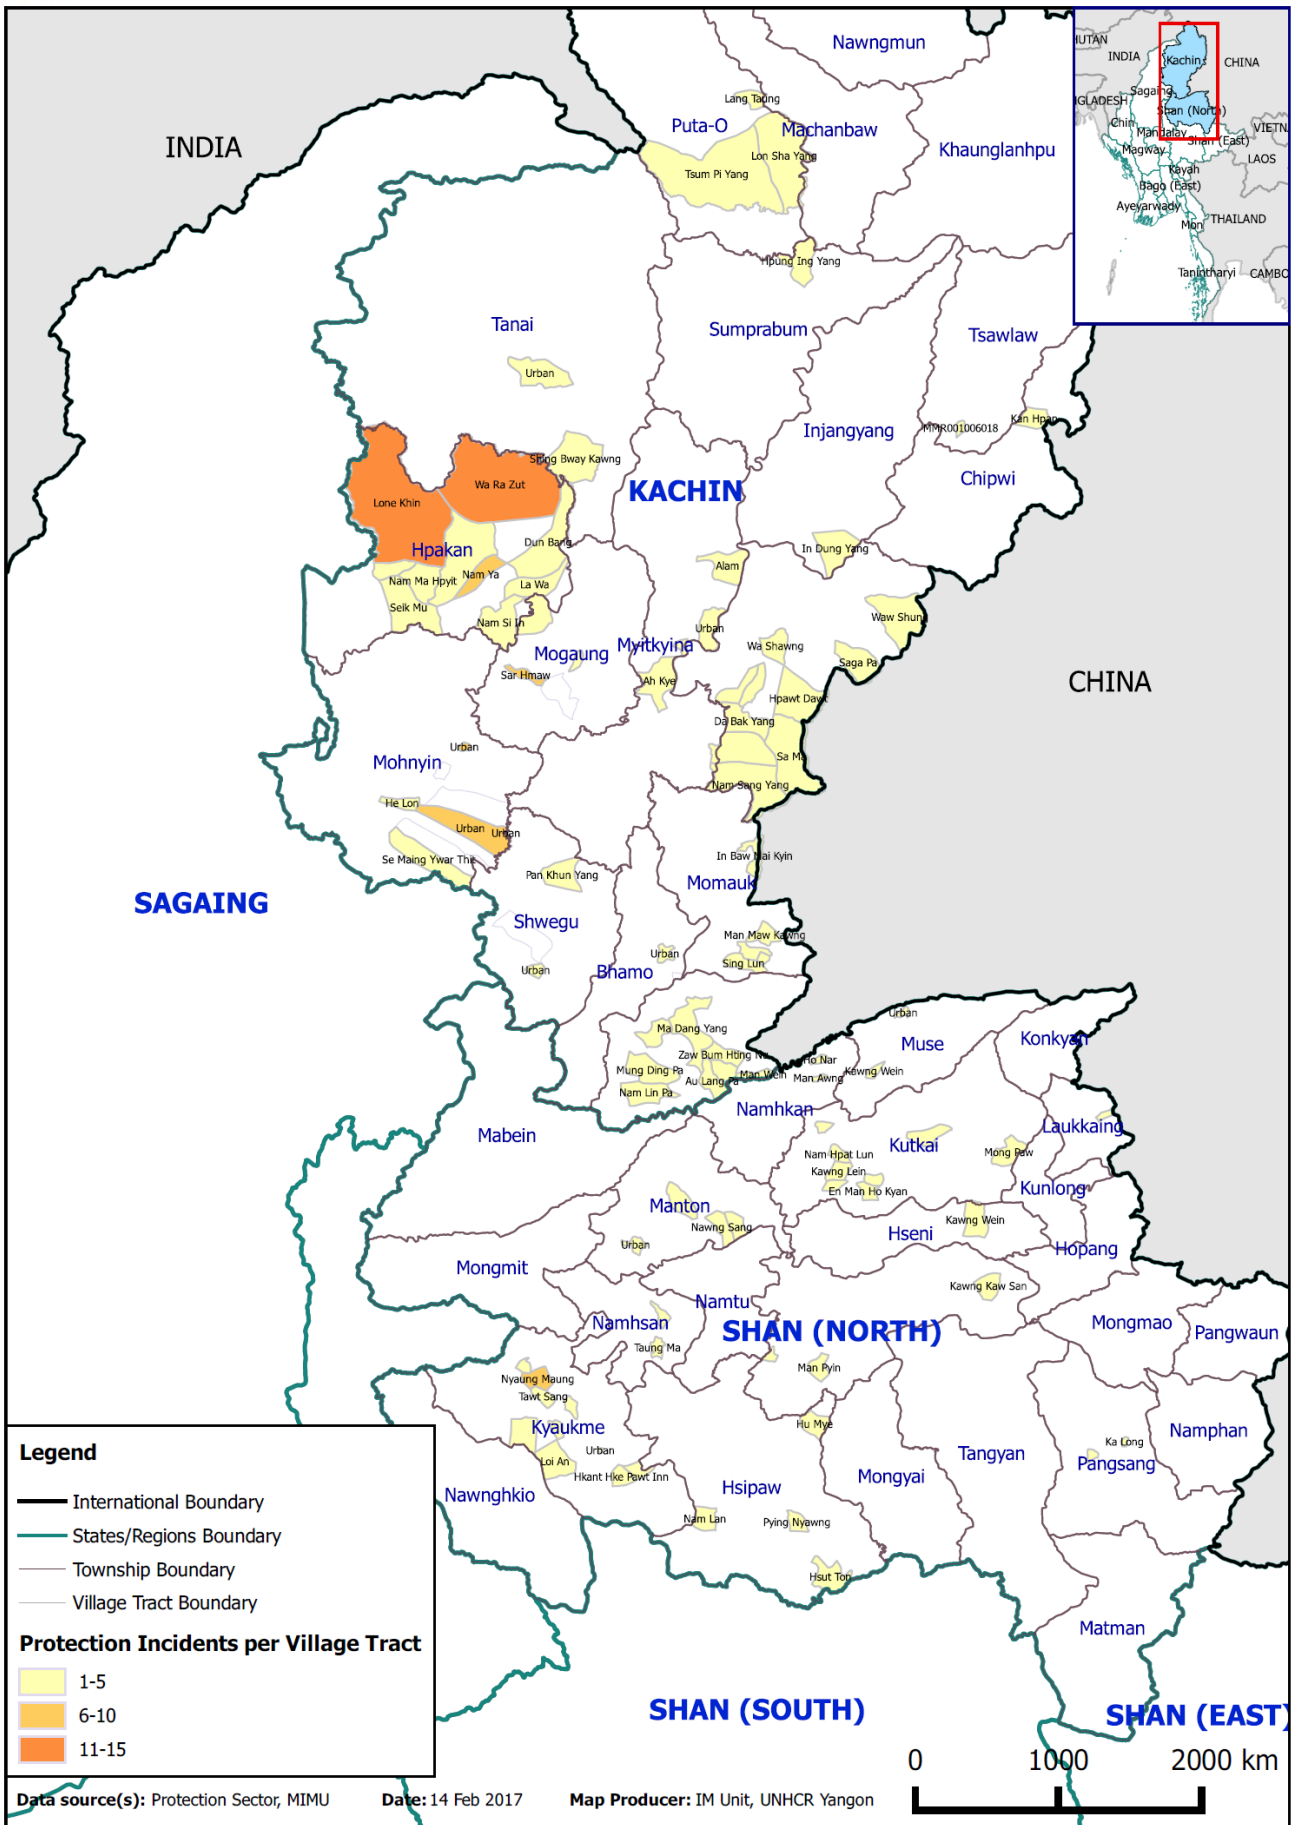 Nawngmun
Lang Taung
Puta-O
Machanbaw
INDIA
Khaunglanhpu
Lon Sha Yang
Tsum Pi Yang
Hpung Ing Yang
Tanai
Sumprabum
Tsawlaw
Urban
Kan Hpan
MMR001006018
Injangyang
Shing Bway Kawng
Chipwi
Wa Ra Zut
KACHIN
Lone Khin
Hpakan
Dun Bang
In Dung Yang
Alam
Nam Ya
Nam Ma Hpyit
La Wa
Seik Mu
Waw Shun
Nam Si In
Urban
Myitkyina
Wa Shawng
Mogaung
Saga Pa
Sar Hmaw
Ah Kye
CHINA
Hpawt Dawt
Da Bak Yang
Urban
Sa Ma
Mohnyin
Nam Sang Yang
He Lon
Urban
Urban
In Baw Mai Kyin
Se Maing Ywar Thit
Pan Khun Yang
Momauk
SAGAING
Shwegu
Man Maw Kawng
Urban
Sing Lun
Urban
Bhamo
Urban
Ma Dang Yang
Muse
Konkyan
Zaw Bum Hting Nu
Ho Nar
Mung Ding Pa
Man Wein
Kawng Wein
Au Lang Pa
Man Awng
Nam Lin Pa
Namhkan
Mabein
Laukkaing
Kutkai
Nam Hpat Lun
Mong Paw
Kawng Lein
En Man Ho Kyan
Kunlong
Manton
Nawng Sang
Kawng Wein
Hseni
Urban
Hopang
Mongmit
Kawng Kaw San
Namtu
Namhsan
SHAN (NORTH)
Mongmao
Pangwaun
Taung Ma
Man Pyin
Nyaung Maung
Tawt Sang
Kyaukme
Hu Mye
Namphan
Urban
Ka Long
Tangyan
Loi An
Pangsang
Hkant Hke Pawt Inn
Mongyai
Hsipaw
Nawnghkio
Nam Lan
Pying Nyawng
Hsut Ton
Matman
SHAN (SOUTH)
SHAN (EAST)
HUTAN
INDIA
Kachin
CHINA
Sagaing
NGLADESH
Shan (North)
Chin
Mandalay
VIETN
Shan (East)
Magway
LAOS
Kayah
Bago (East)
Ayeyarwady
THAILAND
Mon
Tanintharyi
CAMBO
Legend
International Boundary
States/Regions Boundary
Township Boundary
Village Tract Boundary
Protection Incidents per Village Tract
1-5
6-10
11-15
0 1000 2000 km
Data source(s): Protection Sector, MIMU Date: 14 Feb 2017 Map Producer: IM Unit, UNHCR Yangon